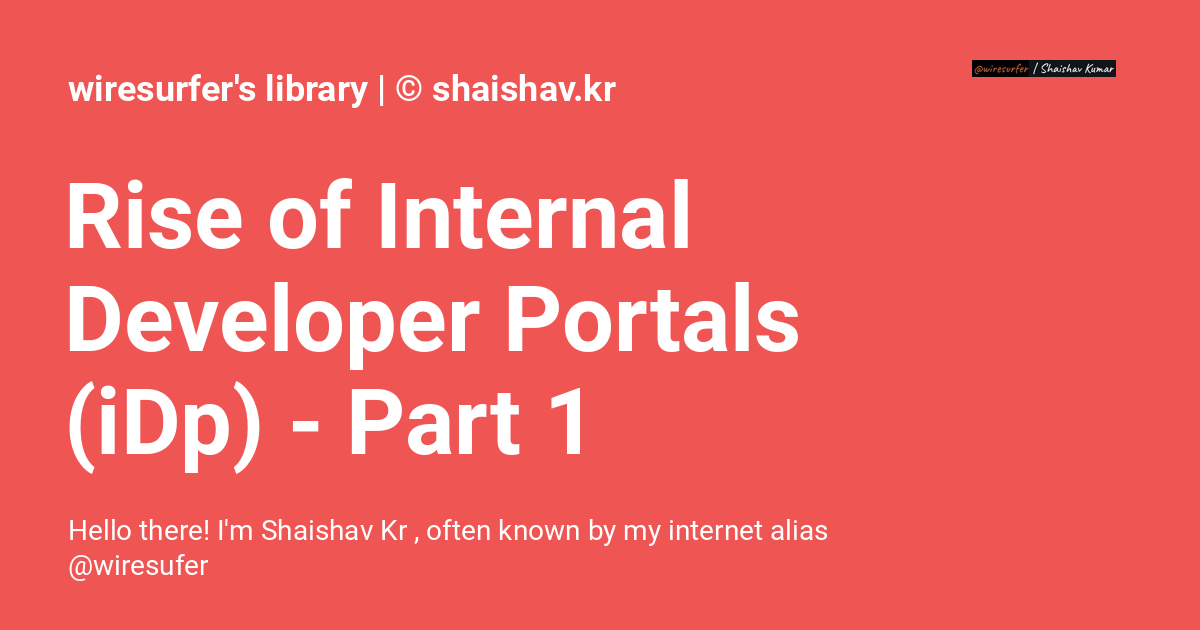 wiresurfer's library | © shaishav.kr
@wiresurfer / Shaishav Kumar
Rise of Internal
Developer Portals
(iDp) - Part 1
Hello there! I'm Shaishav Kr , often known by my internet alias
@wiresufer